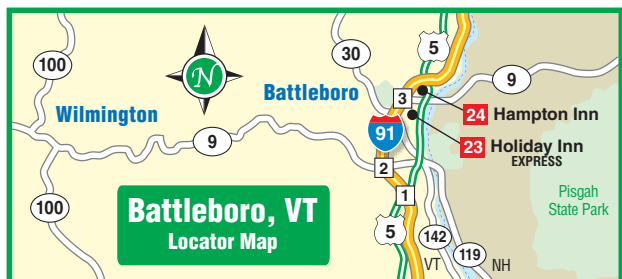 100
30
5
9
N
Battleboro
3
24 Hampton Inn
Wilmington
9
91
23 Holiday Inn
EXPRESS
2
Pisgah
State Park
1
100
Battleboro, VT
Locator Map
5
142
119
VT
NH